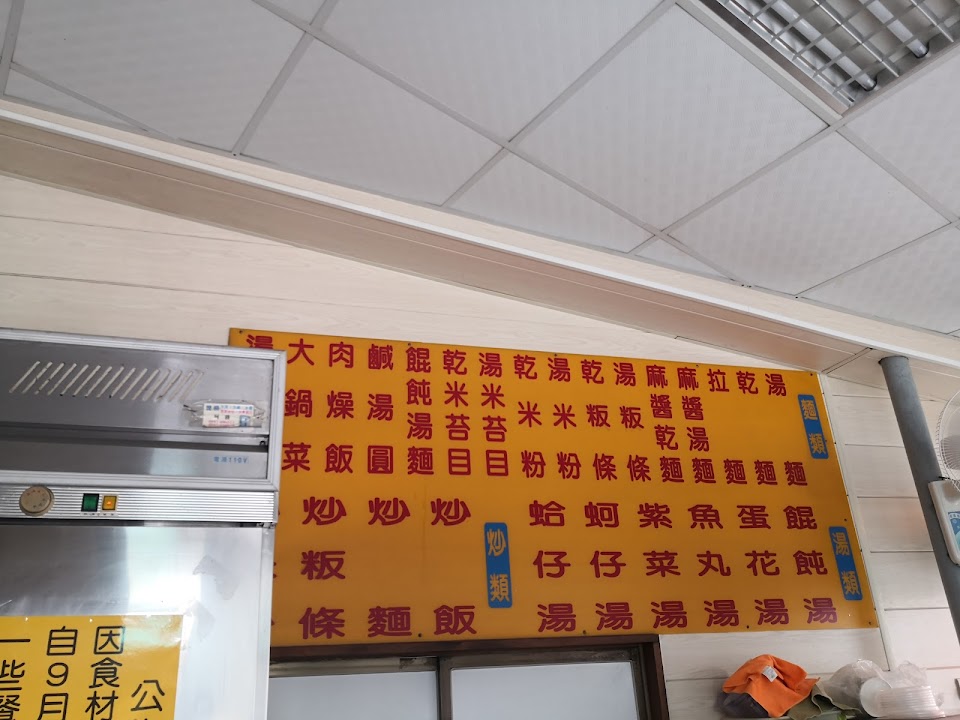 麵類
湯麵
乾麵
拉麵
麻醬湯麵
麻醬乾麵
湯粄條
乾粄條
湯米粉
乾米粉
湯米苔目
乾米苔目
餛飩湯麵
鹹湯圓
肉燥飯
大鍋菜
湯
湯類
餛飩湯
蛋花湯
魚丸湯
紫菜湯
蚵仔湯
蛤仔湯
炒類
炒飯
炒麵
炒粄條
公
因食材
自9月
一些餐